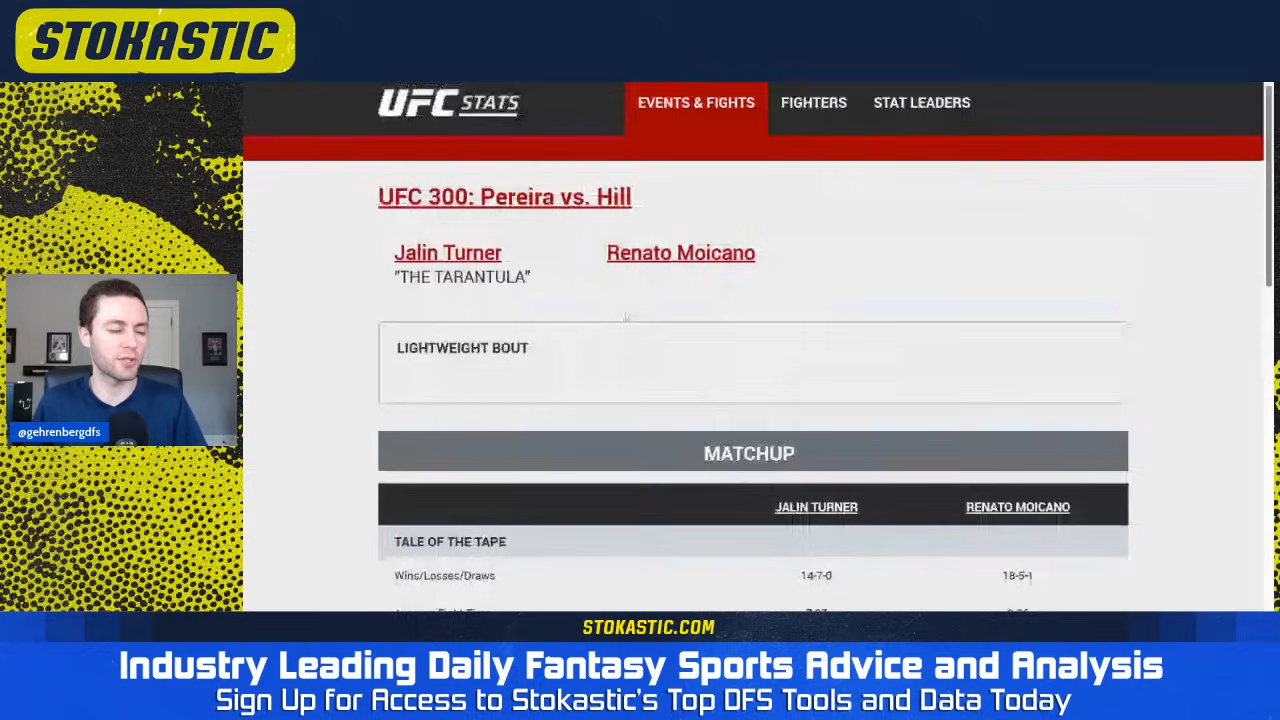 STOKASTIC
UFC STATS
EVENTS & FIGHTS FIGHTERS STAT LEADERS
UFC 300: Pereira vs. Hill
Jalin Turner Renato Moicano
"THE TARANTULA"
LIGHTWEIGHT BOUT
MATCHUP
JALIN TURNER RENATO MOICANO
TALE OF THE TAPE
Wins/Losses/Draws 14-7-0 18-5-1
@gehrenbergdfs
STOKASTIC.COM
Industry Leading Daily Fantasy Sports Advice and Analysis
Sign Up for Access to Stokastic's Top DFS Tools and Data Today